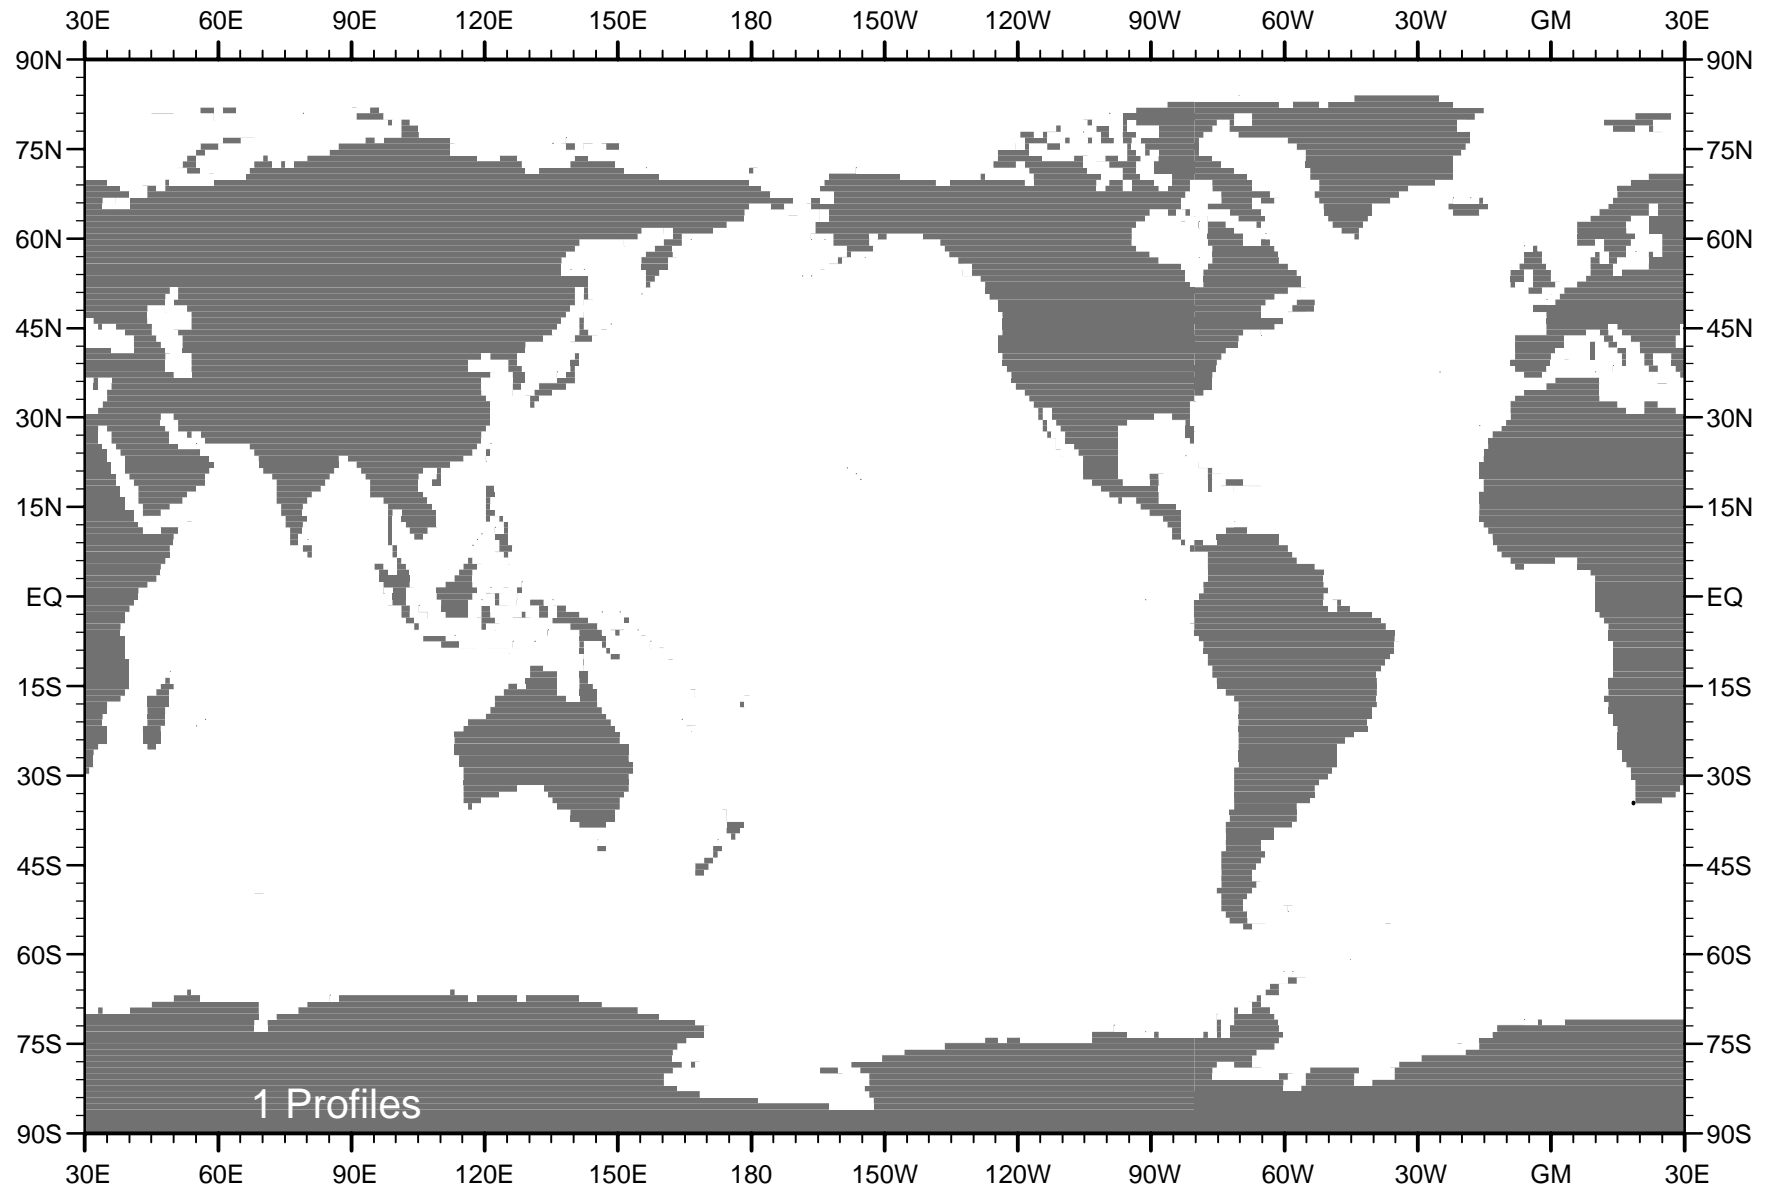 30E 60E 90E 120E 150E 180 150W 120W 90W 60W 30W GM 30E
90N 90N
75N 75N
60N 60N
45N 45N
30N 30N
15N 15N
EQ EQ
15S 15S
30S 30S
45S 45S
60S 60S
75S 75S
1 Profiles
90S 90S
30E 60E 90E 120E 150E 180 150W 120W 90W 60W 30W GM 30E